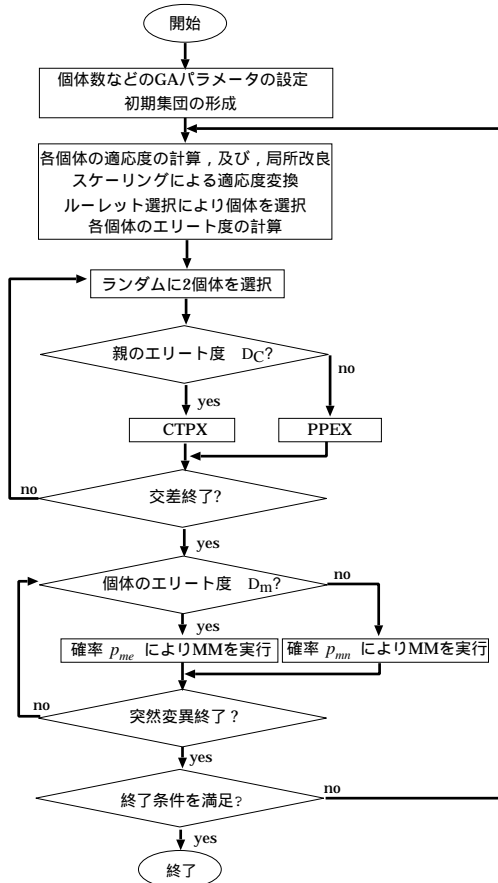 開始
個体数などのGAパラメータの設定
初期集団の形成
各個体の適応度の計算 , 及び , 局所改良
スケーリングによる適応度変換
ルーレット選択により個体を選択
各個体のエリート度の計算
ランダムに2個体を選択
親のエリート度 DC?
no
yes
CTPX
PPEX
no
交差終了?
yes
個体のエリート度 Dm?
no
yes
確率 pme によりMMを実行
確率 pmn によりMMを実行
no
突然変異終了 ?
yes
終了条件を満足?
no
yes
終了